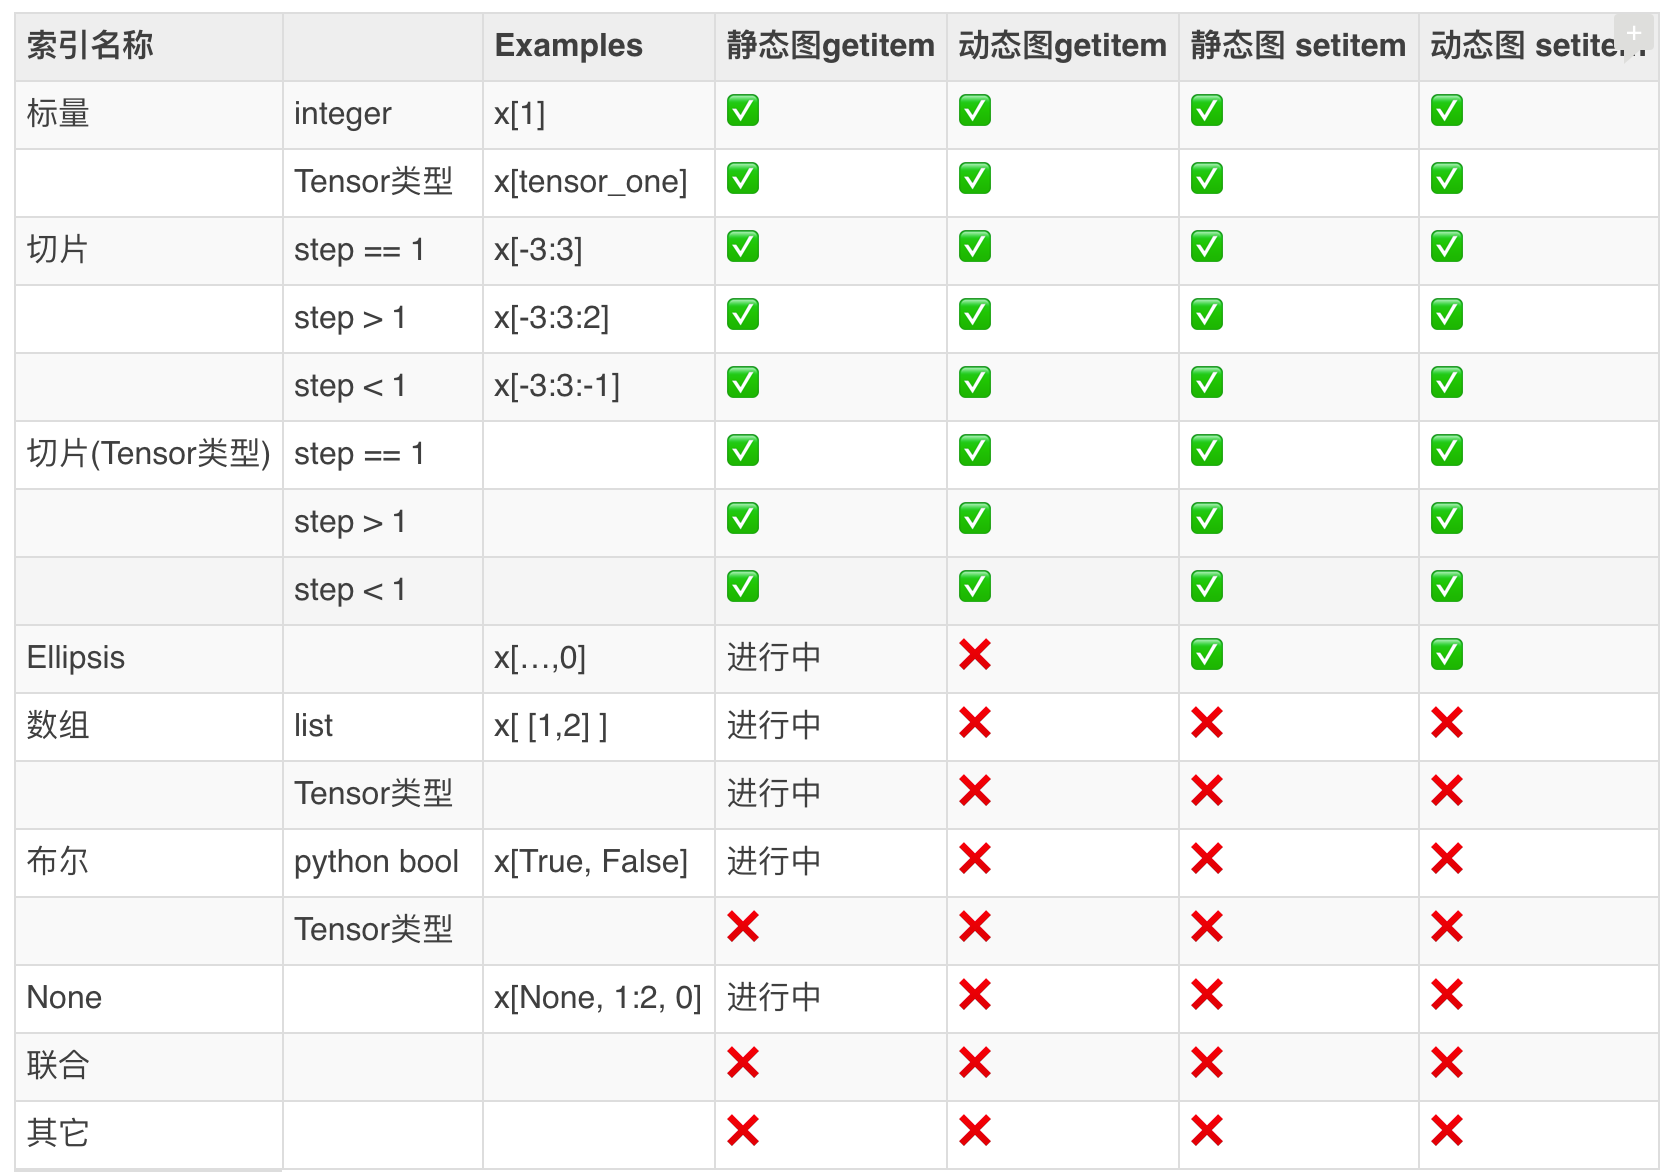 索引名称 Examples 静态图getitem 动态图getitem 静态图 setitem 动态图 setitem
标量 integer x[1] ✅ ✅ ✅ ✅
Tensor类型 x[tensor_one] ✅ ✅ ✅ ✅
切片 step == 1 x[-3:3] ✅ ✅ ✅ ✅
step > 1 x[-3:3:2] ✅ ✅ ✅ ✅
step < 1 x[-3:3:-1] ✅ ✅ ✅ ✅
切片(Tensor类型) step == 1 ✅ ✅ ✅ ✅
step > 1 ✅ ✅ ✅ ✅
step < 1 ✅ ✅ ✅ ✅
Ellipsis x[…,0] 进行中 ❌ ✅ ✅
数组 list x[ [1,2] ] 进行中 ❌ ❌ ❌
Tensor类型 进行中 ❌ ❌ ❌
布尔 python bool x[True, False] 进行中 ❌ ❌ ❌
Tensor类型 ❌ ❌ ❌ ❌
None x[None, 1:2, 0] 进行中 ❌ ❌ ❌
联合 ❌ ❌ ❌ ❌
其它 ❌ ❌ ❌ ❌